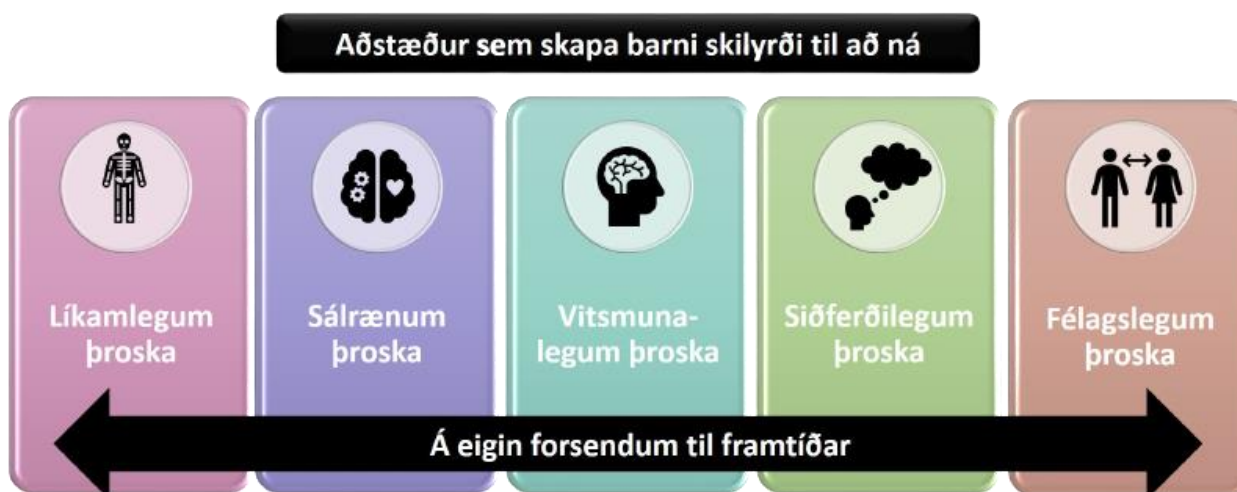 Aðstæður sem skapa barni skilyrði til að ná
Líkamlegum
þroska
Sálrænum
þroska
Vitsmuna-
legum þroska
Siðferðilegum
þroska
Félagslegum
þroska
Á eigin forsendum til framtíðar